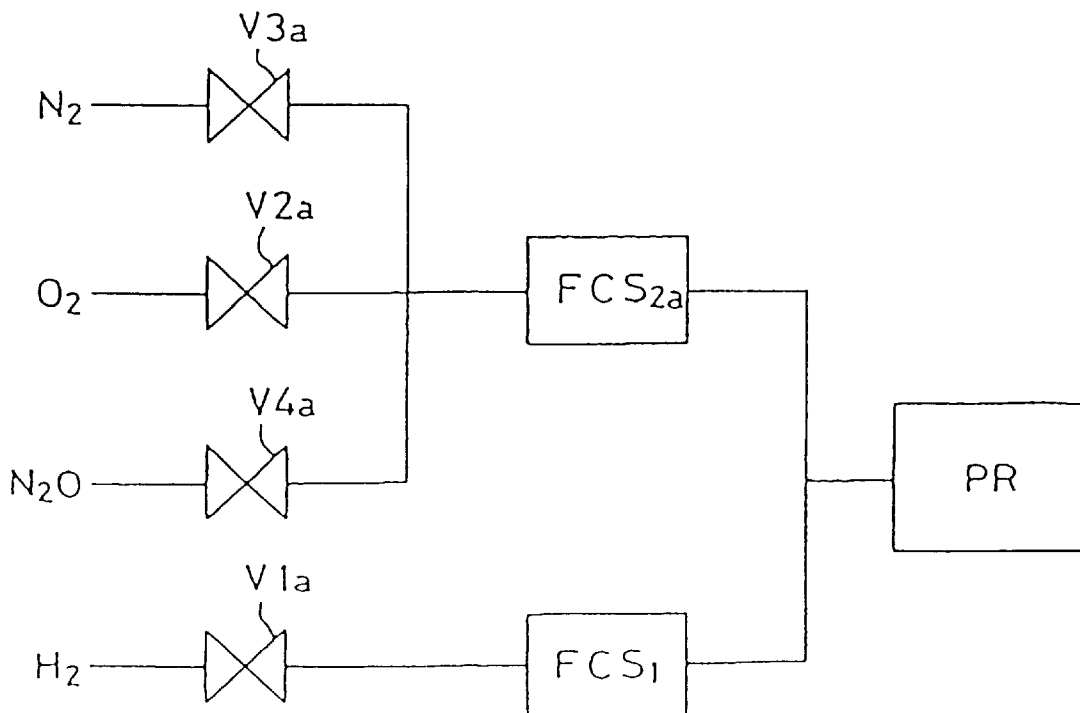 V3a
N₂
V2a
O₂
FCS₂ₐ
V4a
N₂O
PR
V1a
H₂
FCS₁